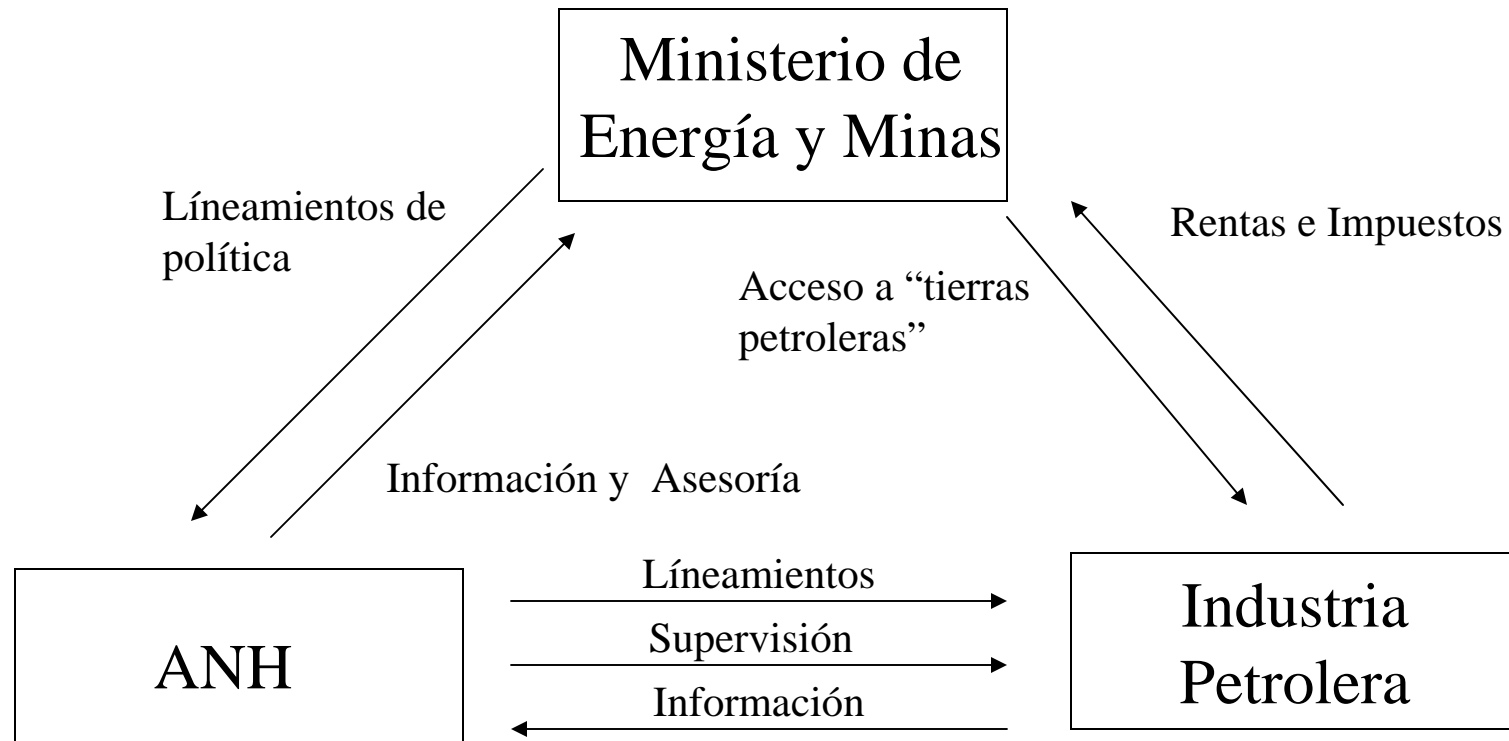 Ministerio de
Energía y Minas
Líneamientos de
política
Rentas e Impuestos
Acceso a “tierras
petroleras”
Información y Asesoría
Líneamientos
Supervisión
Información
ANH
Industria
Petrolera